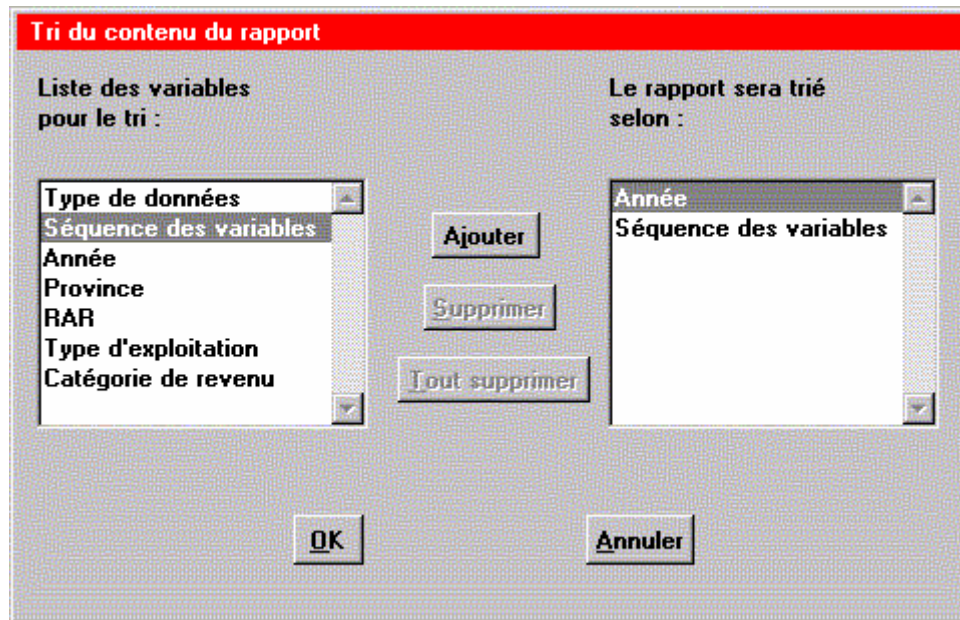 Tri du contenu du rapport
Liste des variables
pour le tri :
Type de données
Séquence des variables
Année
Province
RAR
Type d'exploitation
Catégorie de revenu
Ajouter
Supprimer
Tout supprimer
Le rapport sera trié
selon :
Année
Séquence des variables
OK
Annuler